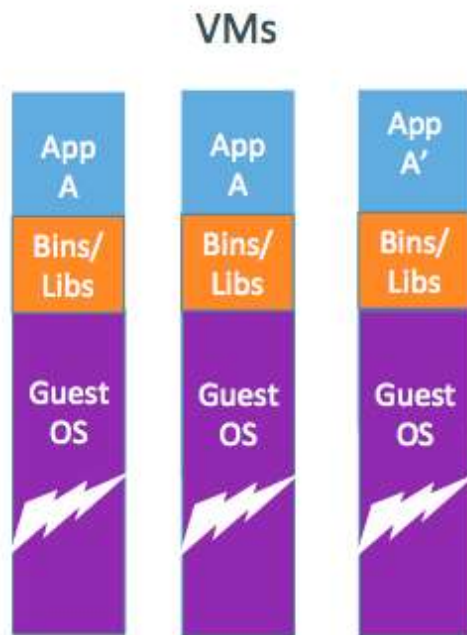 VMs
App
A
App
A
App
A’
Bins/
Libs
Bins/
Libs
Bins/
Libs
Guest
OS
Guest
OS
Guest
OS